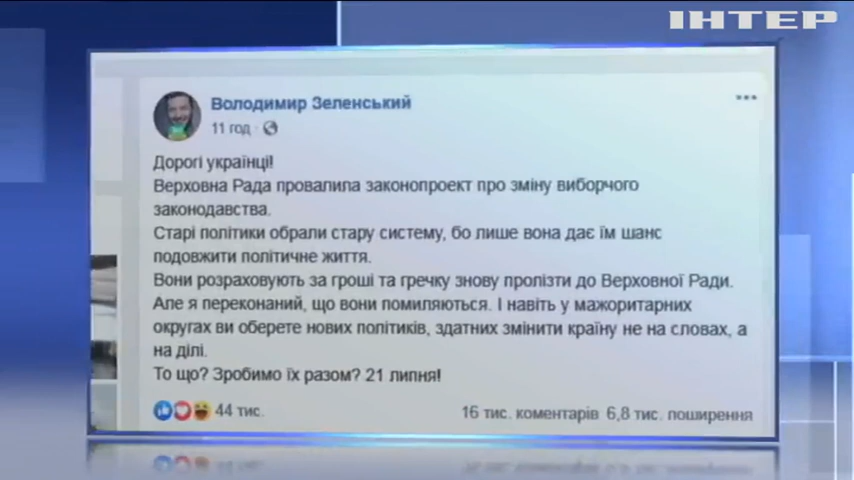 ІНТЕР
Володимир Зеленський
11 год ·
Дорогі українці!
Верховна Рада провалила законопроект про зміну виборчого
законодавства.
Старі політики обрали стару систему, бо лише вона дає їм шанс
подовжити політичне життя.
Вони розраховують за гроші та гречку знову пролізти до Верховної Ради.
Але я переконаний, що вони помиляються. І навіть у мажоритарних
округах ви оберете нових політиків, здатних змінити країну не на словах, а
на ділі.
То що? Зробимо їх разом? 21 липня!
44 тис. 16 тис. коментарів 6,8 тис. поширення